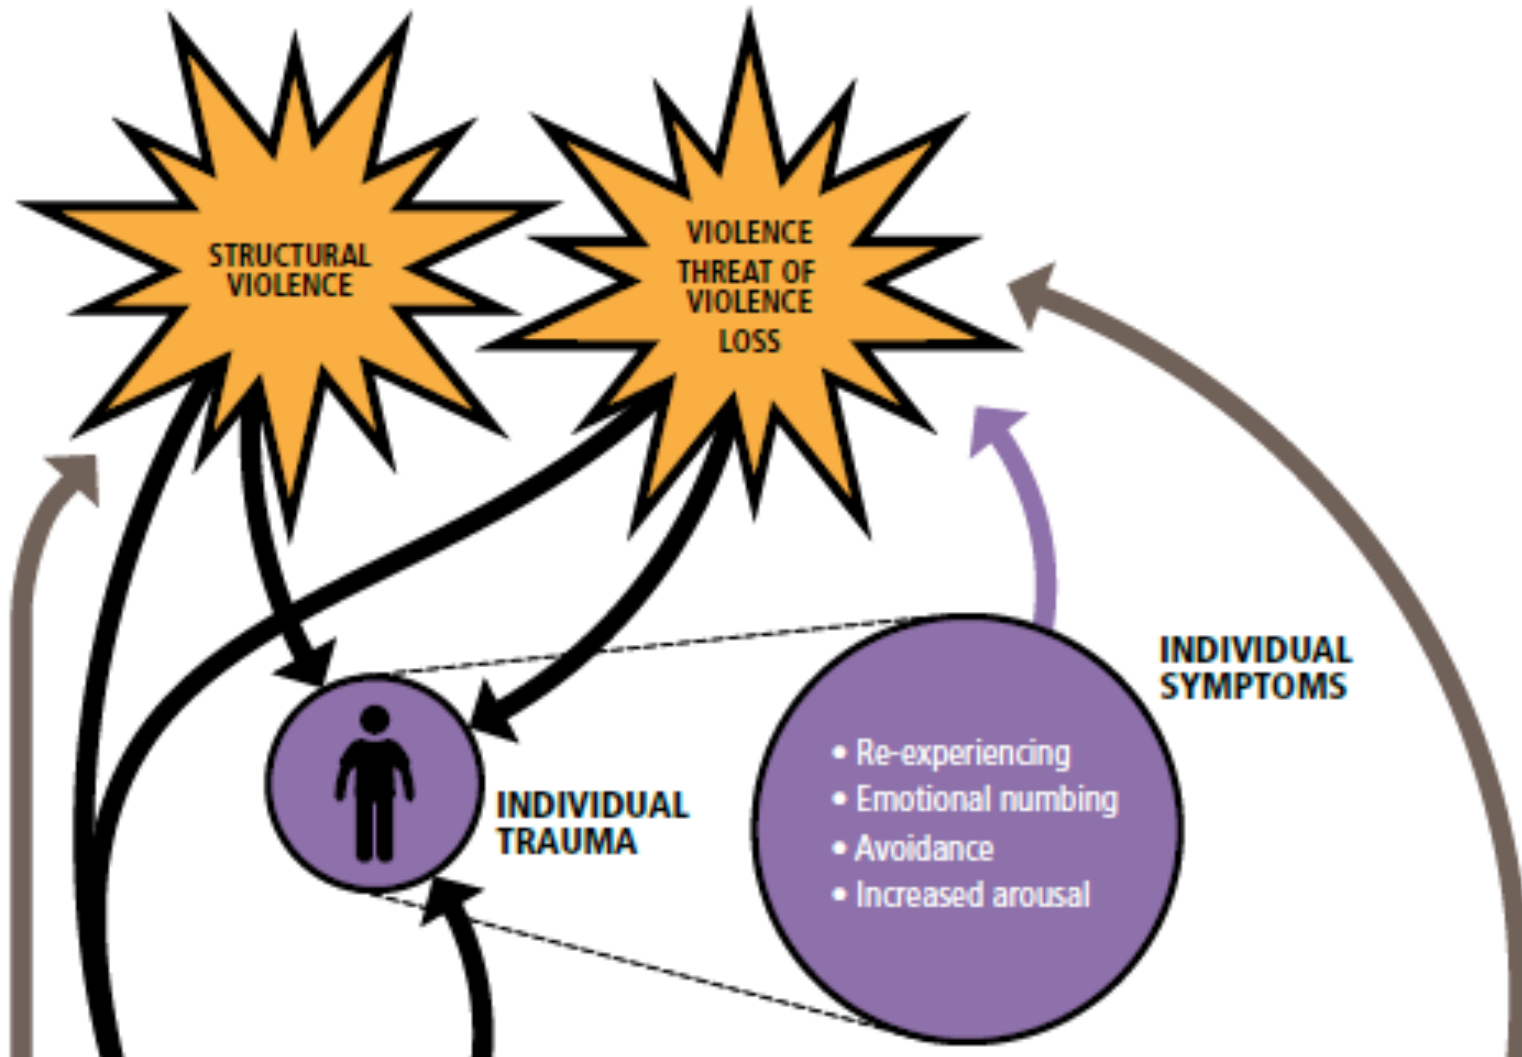 STRUCTURAL
VIOLENCE
VIOLENCE
THREAT OF
VIOLENCE
LOSS
INDIVIDUAL
SYMPTOMS
• Re-experiencing
• Emotional numbing
• Avoidance
• Increased arousal
INDIVIDUAL
TRAUMA